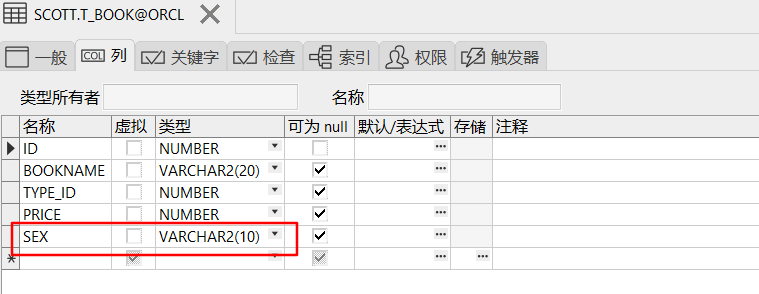 SCOTT.T_BOOK@ORCL
一般 COL 列 关键字 检查 索引 权限 触发器
类型所有者 名称
名称 虚拟 类型 可为 null 默认/表达式 存储 注释
ID NUMBER ...
BOOKNAME VARCHAR2(20) ...
TYPE_ID NUMBER ...
PRICE NUMBER ...
SEX VARCHAR2(10) ...
* ... ...